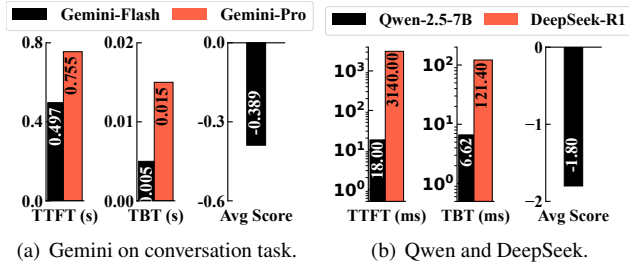 Gemini-Flash Gemini-Pro
0.8
0.4
0.0
0.497
0.755
TTFT (s)
0.02
0.01
0.00
0.005
0.015
TBT (s)
0.0
-0.3
-0.6
-0.389
Avg Score
(a) Gemini on conversation task.
Qwen-2.5-7B DeepSeek-R1
10³
10²
10¹
10⁰
18.00
3140.00
TTFT (ms)
10²
10¹
10⁰
6.62
121.40
TBT (ms)
0
−1
−2
-1.80
Avg Score
(b) Qwen and DeepSeek.